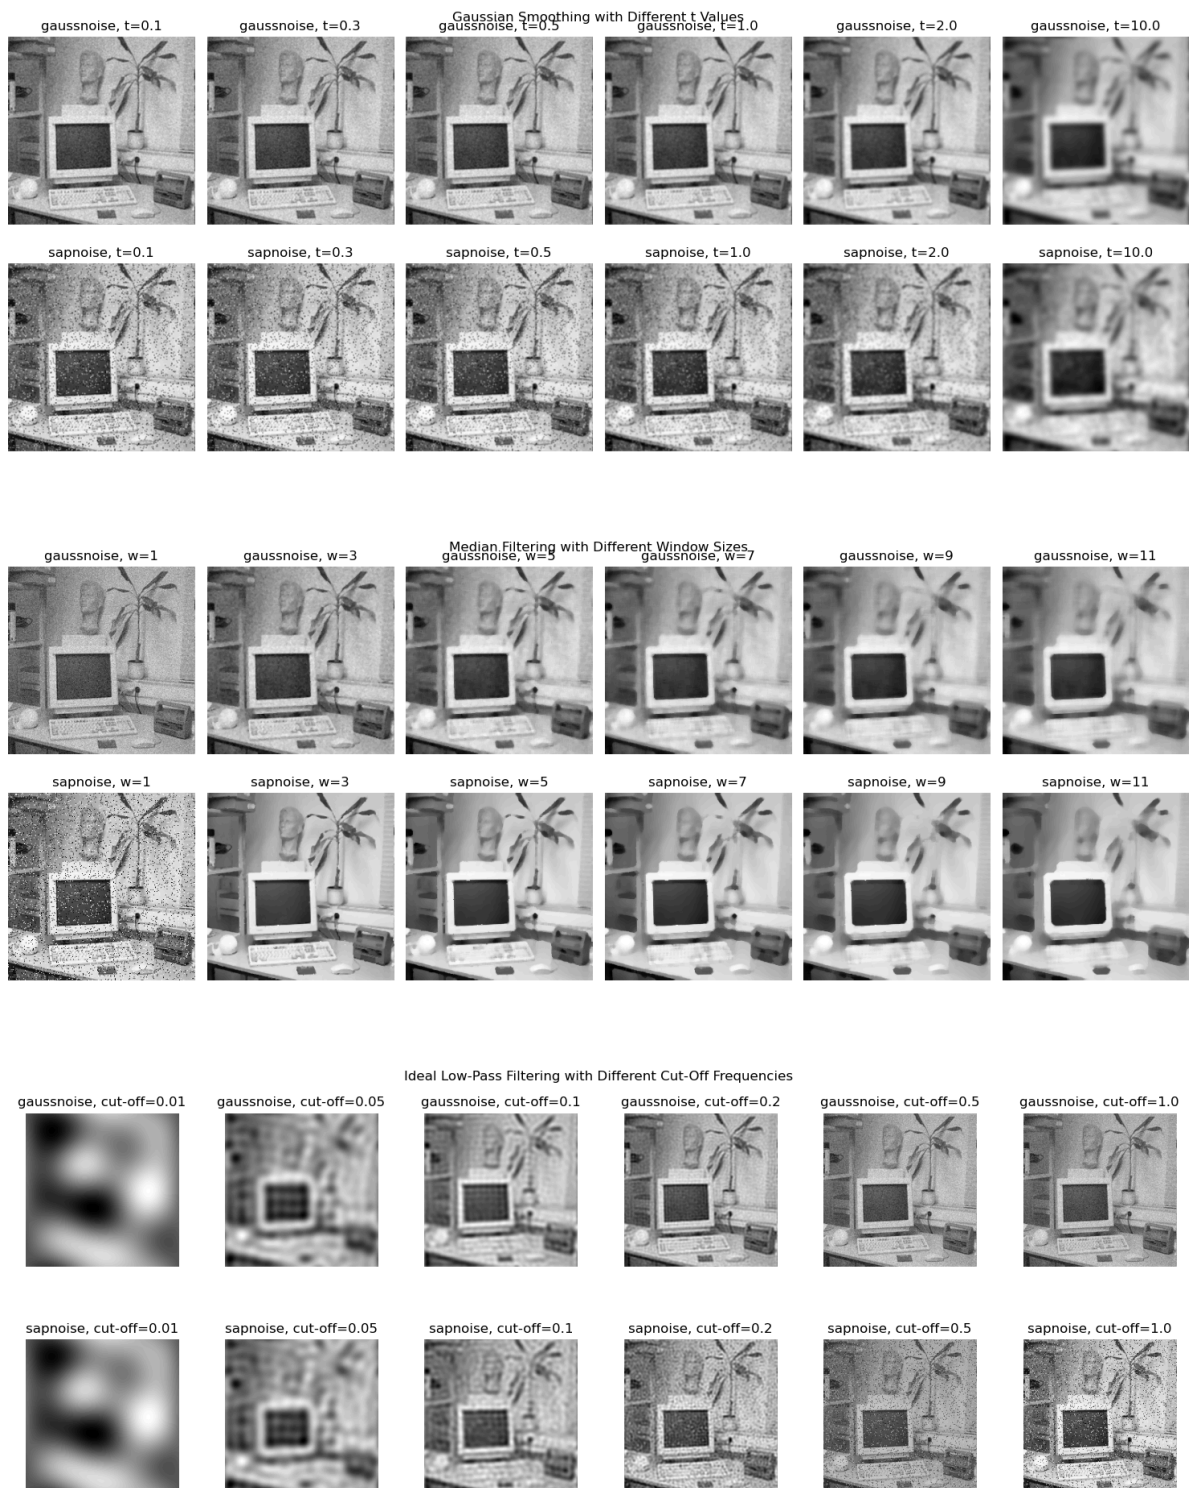 Gaussian Smoothing with Different t Values
gaussnoise, t=0.1
gaussnoise, t=0.3
gaussnoise, t=0.5
gaussnoise, t=1.0
gaussnoise, t=2.0
gaussnoise, t=10.0
sapnoise, t=0.1
sapnoise, t=0.3
sapnoise, t=0.5
sapnoise, t=1.0
sapnoise, t=2.0
sapnoise, t=10.0
Median Filtering with Different Window Sizes
gaussnoise, w=1
gaussnoise, w=3
gaussnoise, w=5
gaussnoise, w=7
gaussnoise, w=9
gaussnoise, w=11
sapnoise, w=1
sapnoise, w=3
sapnoise, w=5
sapnoise, w=7
sapnoise, w=9
sapnoise, w=11
Ideal Low-Pass Filtering with Different Cut-Off Frequencies
gaussnoise, cut-off=0.01
gaussnoise, cut-off=0.05
gaussnoise, cut-off=0.1
gaussnoise, cut-off=0.2
gaussnoise, cut-off=0.5
gaussnoise, cut-off=1.0
sapnoise, cut-off=0.01
sapnoise, cut-off=0.05
sapnoise, cut-off=0.1
sapnoise, cut-off=0.2
sapnoise, cut-off=0.5
sapnoise, cut-off=1.0